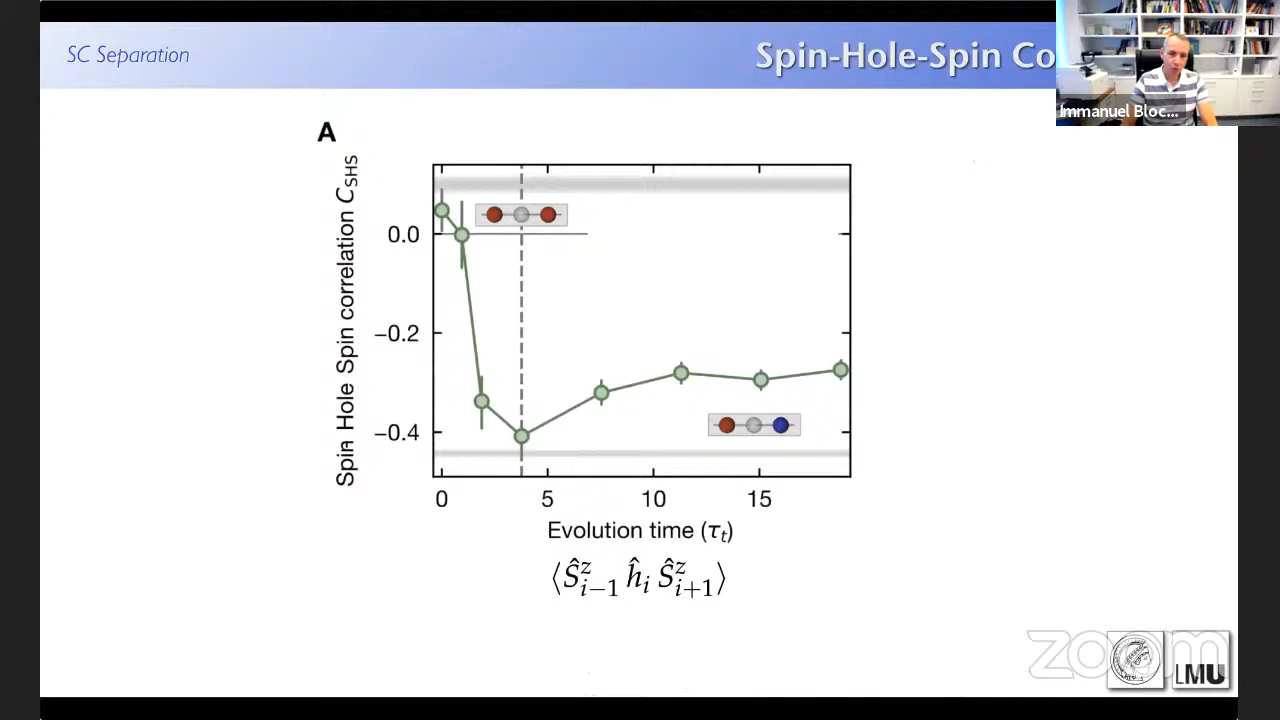 SC Separation
Spin-Hole-Spin Co
Immanuel Bloc...
A
Spin Hole Spin correlation C_SHS
0.0
−0.2
−0.4
0 5 10 15
Evolution time (τ_t)
⟨Ŝ^z_{i−1} ĥ_i Ŝ^z_{i+1}⟩
zoom
LMU